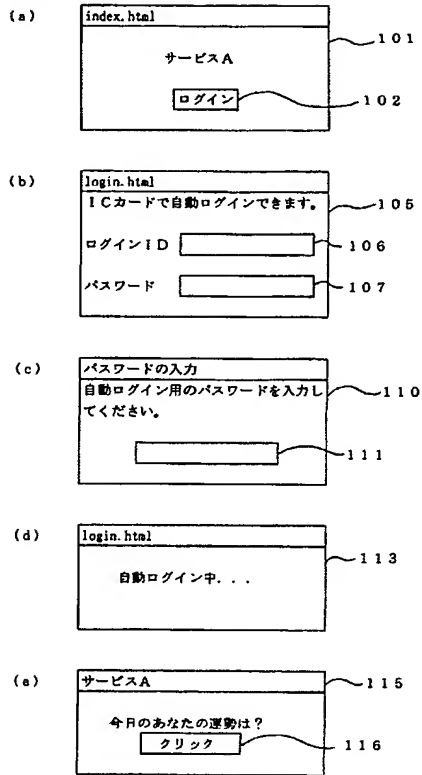 (a)
index.html
サービスA
ログイン
101
102
(b)
login.html
ICカードで自動ログインできます。
ログインID
パスワード
105
106
107
(c)
パスワードの入力
自動ログイン用のパスワードを入力し
てください。
110
111
(d)
login.html
自動ログイン中...
113
(e)
サービスA
今日のあなたの運勢は?
クリック
115
116